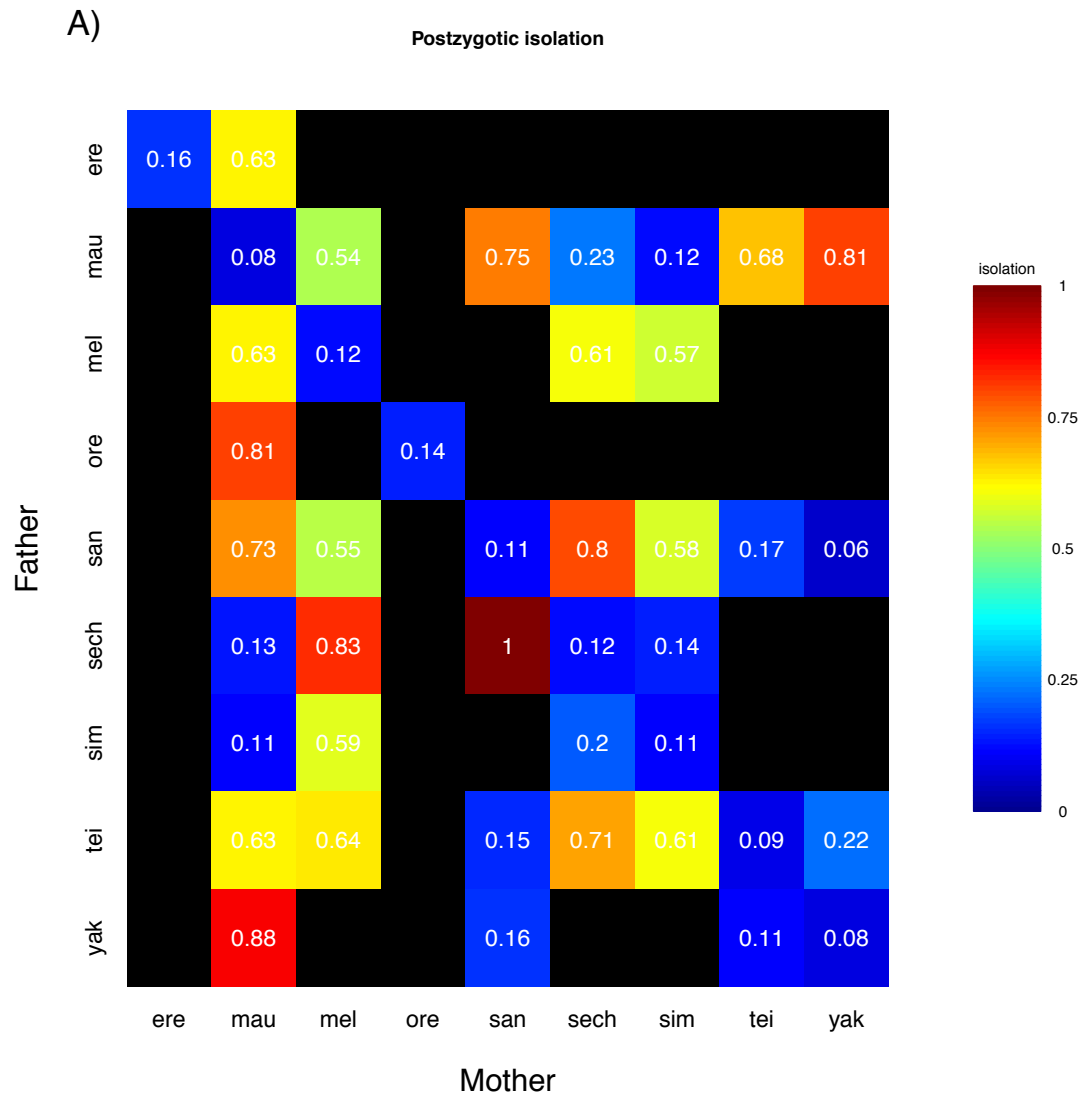 A)
Postzygotic isolation
ere 0.16 0.63
mau 0.08 0.54 0.75 0.23 0.12 0.68 0.81
mel 0.63 0.12 0.61 0.57
ore 0.81 0.14
san 0.73 0.55 0.11 0.8 0.58 0.17 0.06
sech 0.13 0.83 1 0.12 0.14
sim 0.11 0.59 0.2 0.11
tei 0.63 0.64 0.15 0.71 0.61 0.09 0.22
yak 0.88 0.16 0.11 0.08
ere mau mel ore san sech sim tei yak
Mother
Father
isolation
1
0.75
0.5
0.25
0